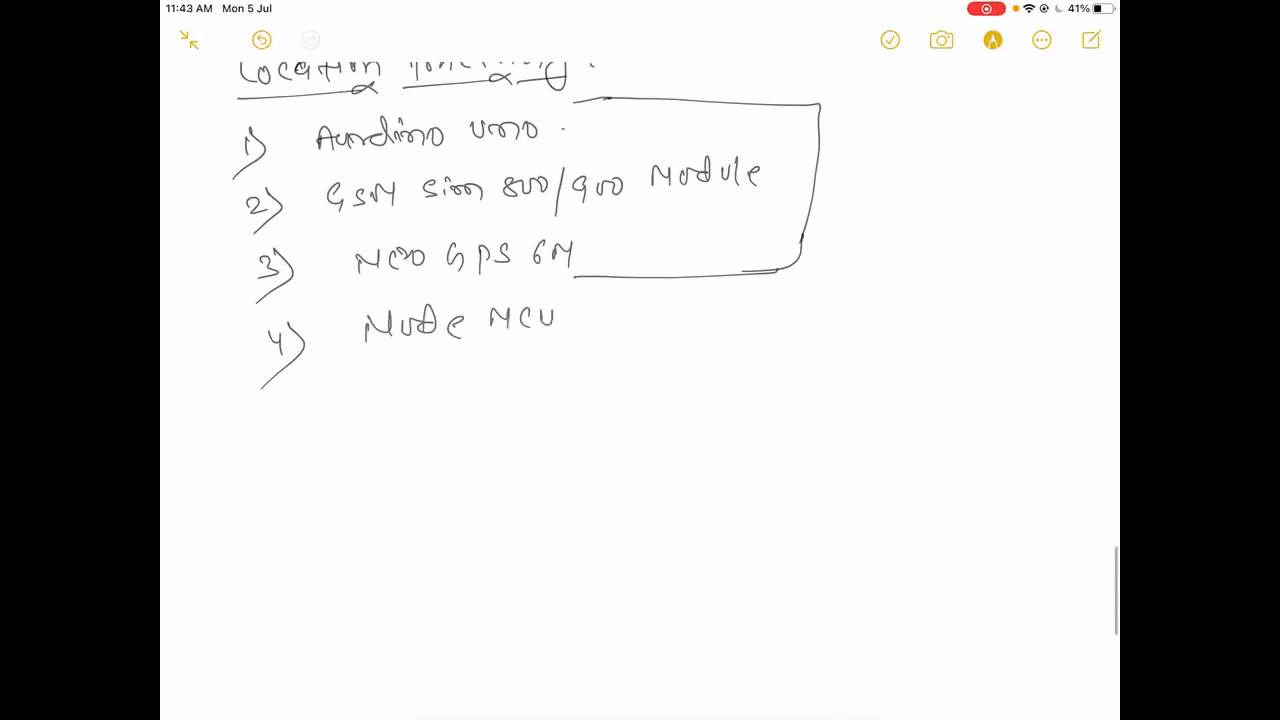 11:43 AM Mon 5 Jul 41%
Location
1) Aurdino Uno
2) GSM Sim 800/900 Module
3) Neo GPS 6M
4) Node MCU